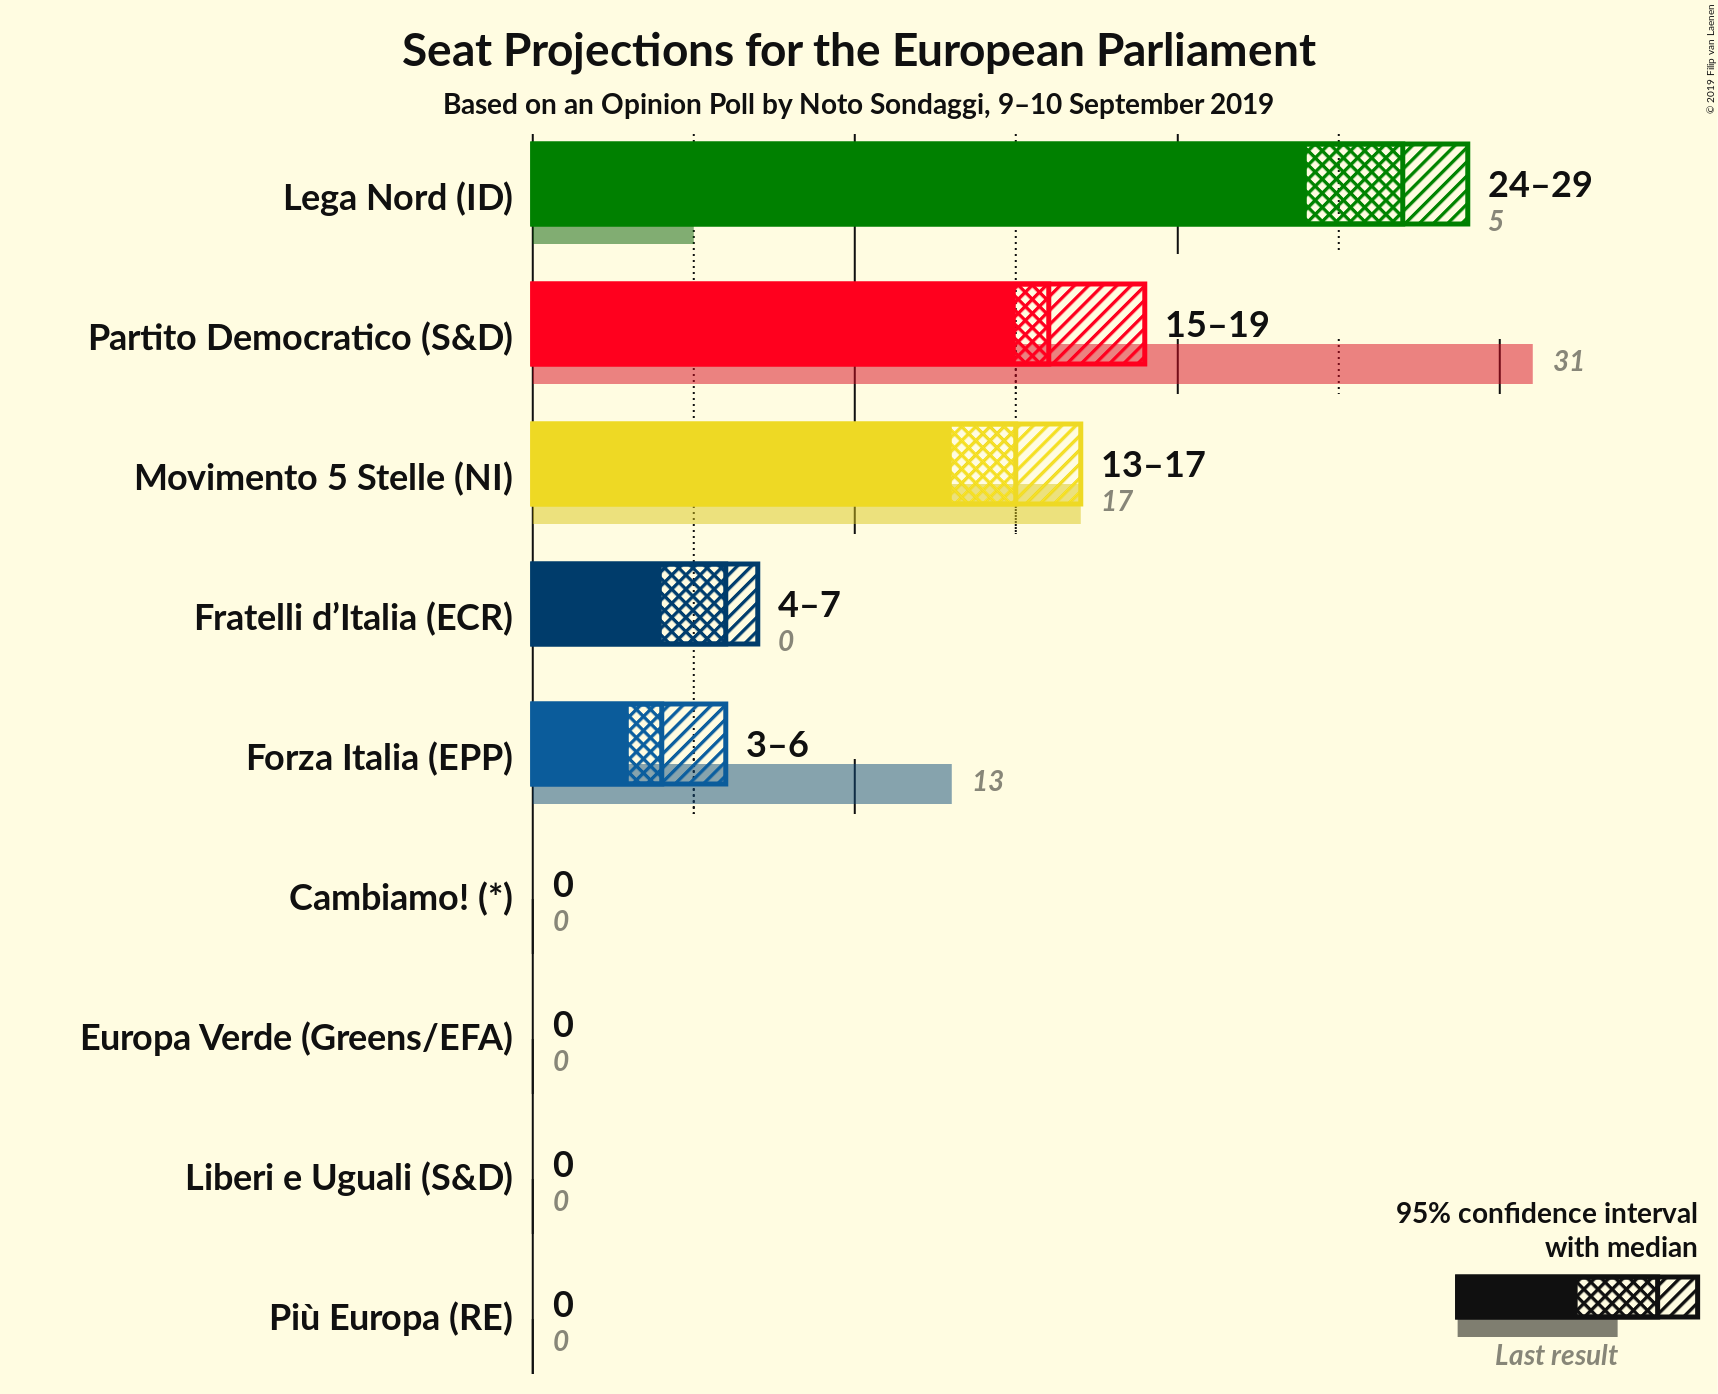 Seat Projections for the European Parliament
Based on an Opinion Poll by Noto Sondaggi, 9–10 September 2019
© 2019 Filip van Laenen
Lega Nord (ID)
24–29
5
Partito Democratico (S&D)
15–19
31
Movimento 5 Stelle (NI)
13–17
17
Fratelli d’Italia (ECR)
4–7
0
Forza Italia (EPP)
3–6
13
Cambiamo! (*)
0
0
Europa Verde (Greens/EFA)
0
0
Liberi e Uguali (S&D)
0
0
Più Europa (RE)
0
0
95% confidence interval
with median
Last result